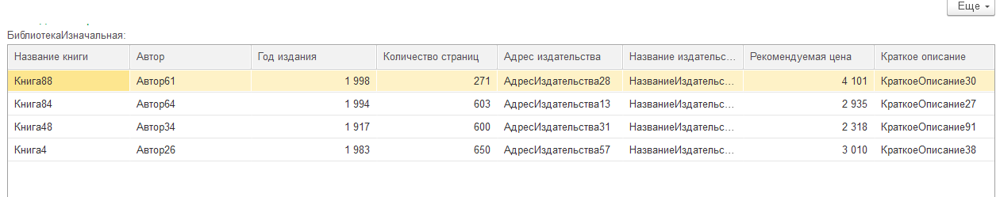 Еще
БиблиотекаИзначальная:
Название книги Автор Год издания Количество страниц Адрес издательства Название издательс... Рекомендуемая цена Краткое описание
Книга88 Автор61 1 998 271 АдресИздательства28 НазваниеИздательс... 4 101 КраткоеОписание30
Книга84 Автор64 1 994 603 АдресИздательства13 НазваниеИздательс... 2 935 КраткоеОписание27
Книга48 Автор34 1 917 600 АдресИздательства31 НазваниеИздательс... 2 318 КраткоеОписание91
Книга4 Автор26 1 983 650 АдресИздательства57 НазваниеИздательс... 3 010 КраткоеОписание38